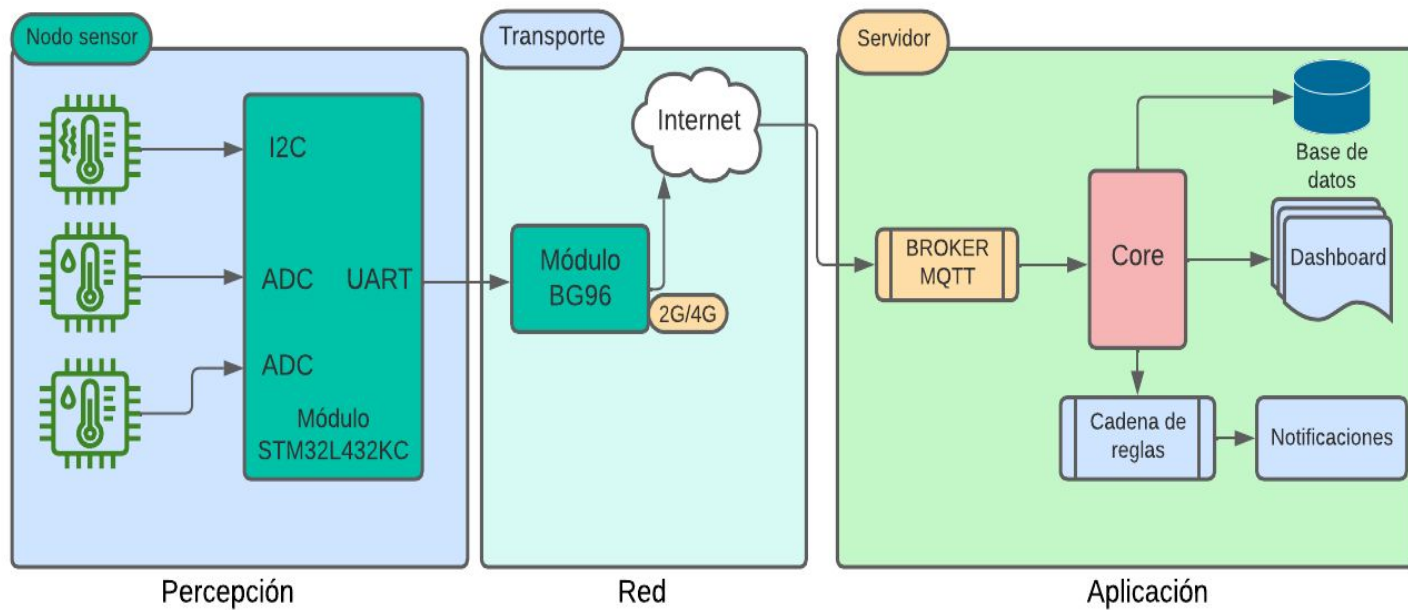 Nodo sensor
I2C
ADC
UART
ADC
Módulo
STM32L432KC
Percepción
Transporte
Internet
Módulo
BG96
2G/4G
Red
Servidor
Base de
datos
BROKER
MQTT
Core
Dashboard
Cadena de
reglas
Notificaciones
Aplicación